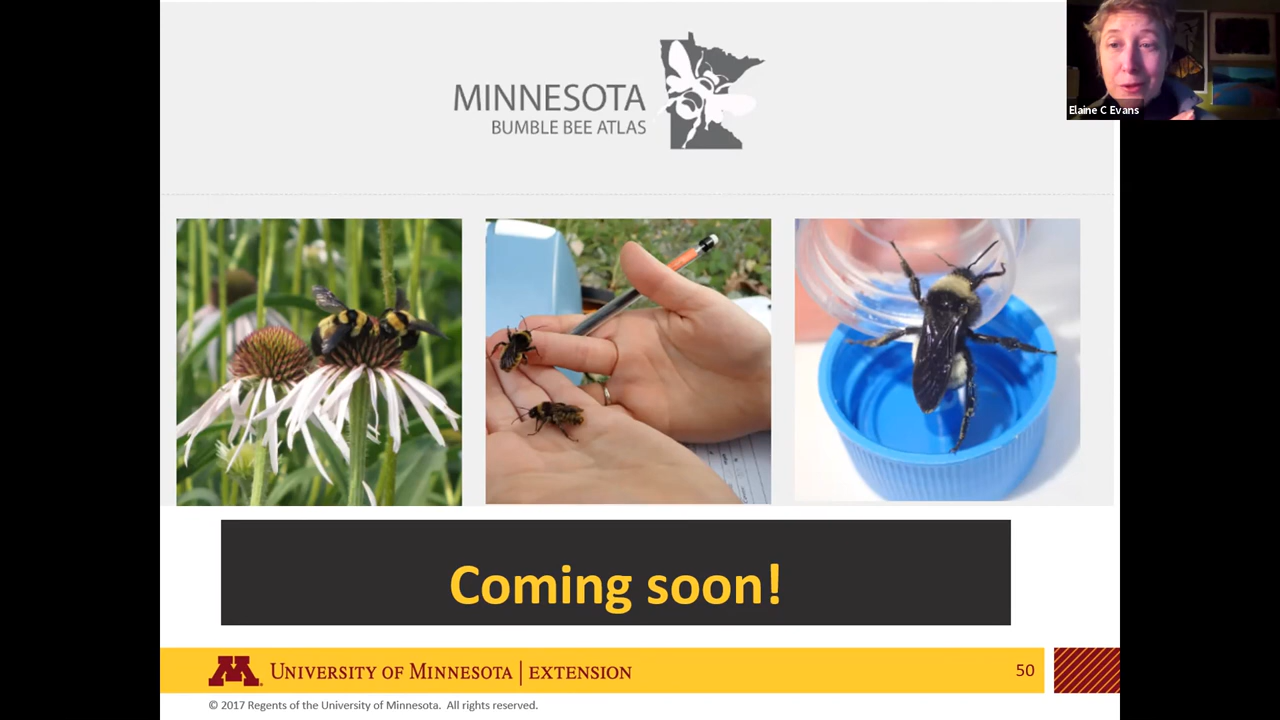 MINNESOTA
BUMBLE BEE ATLAS
Elaine C Evans
Coming soon!
M
UNIVERSITY OF MINNESOTA | EXTENSION
50
© 2017 Regents of the University of Minnesota. All rights reserved.